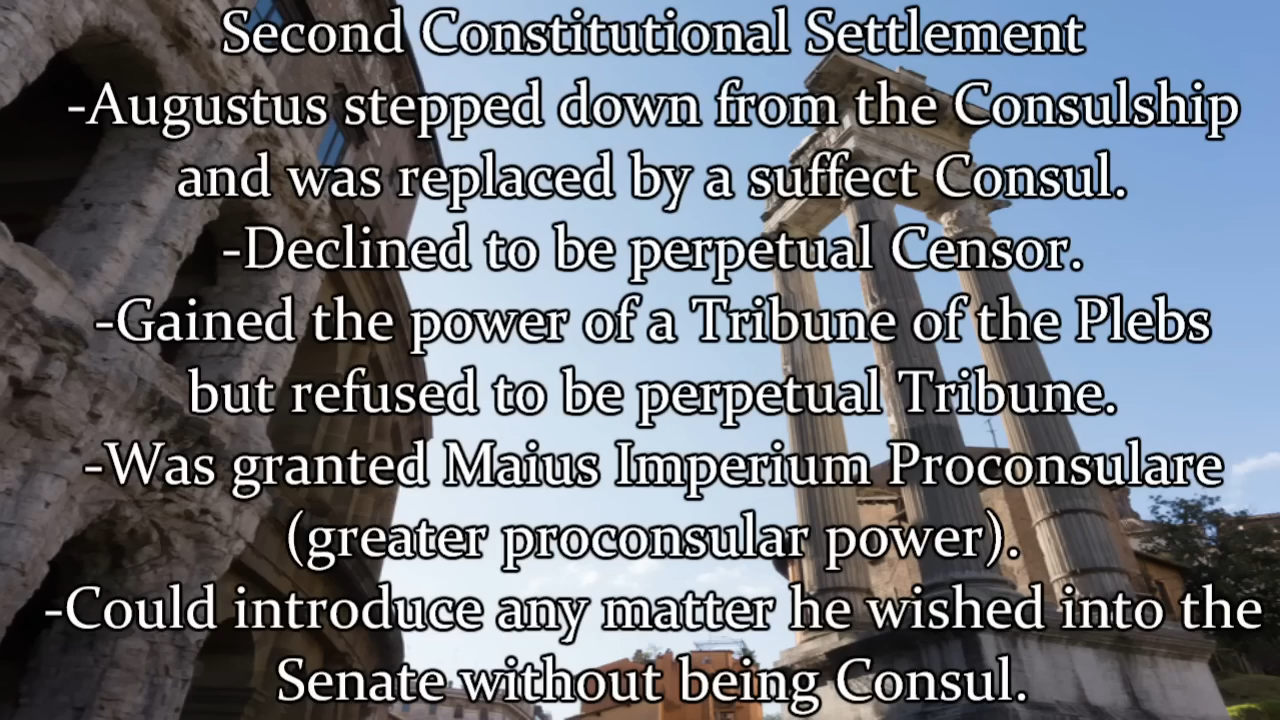 Second Constitutional Settlement
-Augustus stepped down from the Consulship
and was replaced by a suffect Consul.
-Declined to be perpetual Censor.
-Gained the power of a Tribune of the Plebs
but refused to be perpetual Tribune.
-Was granted Maius Imperium Proconsulare
(greater proconsular power).
-Could introduce any matter he wished into the
Senate without being Consul.